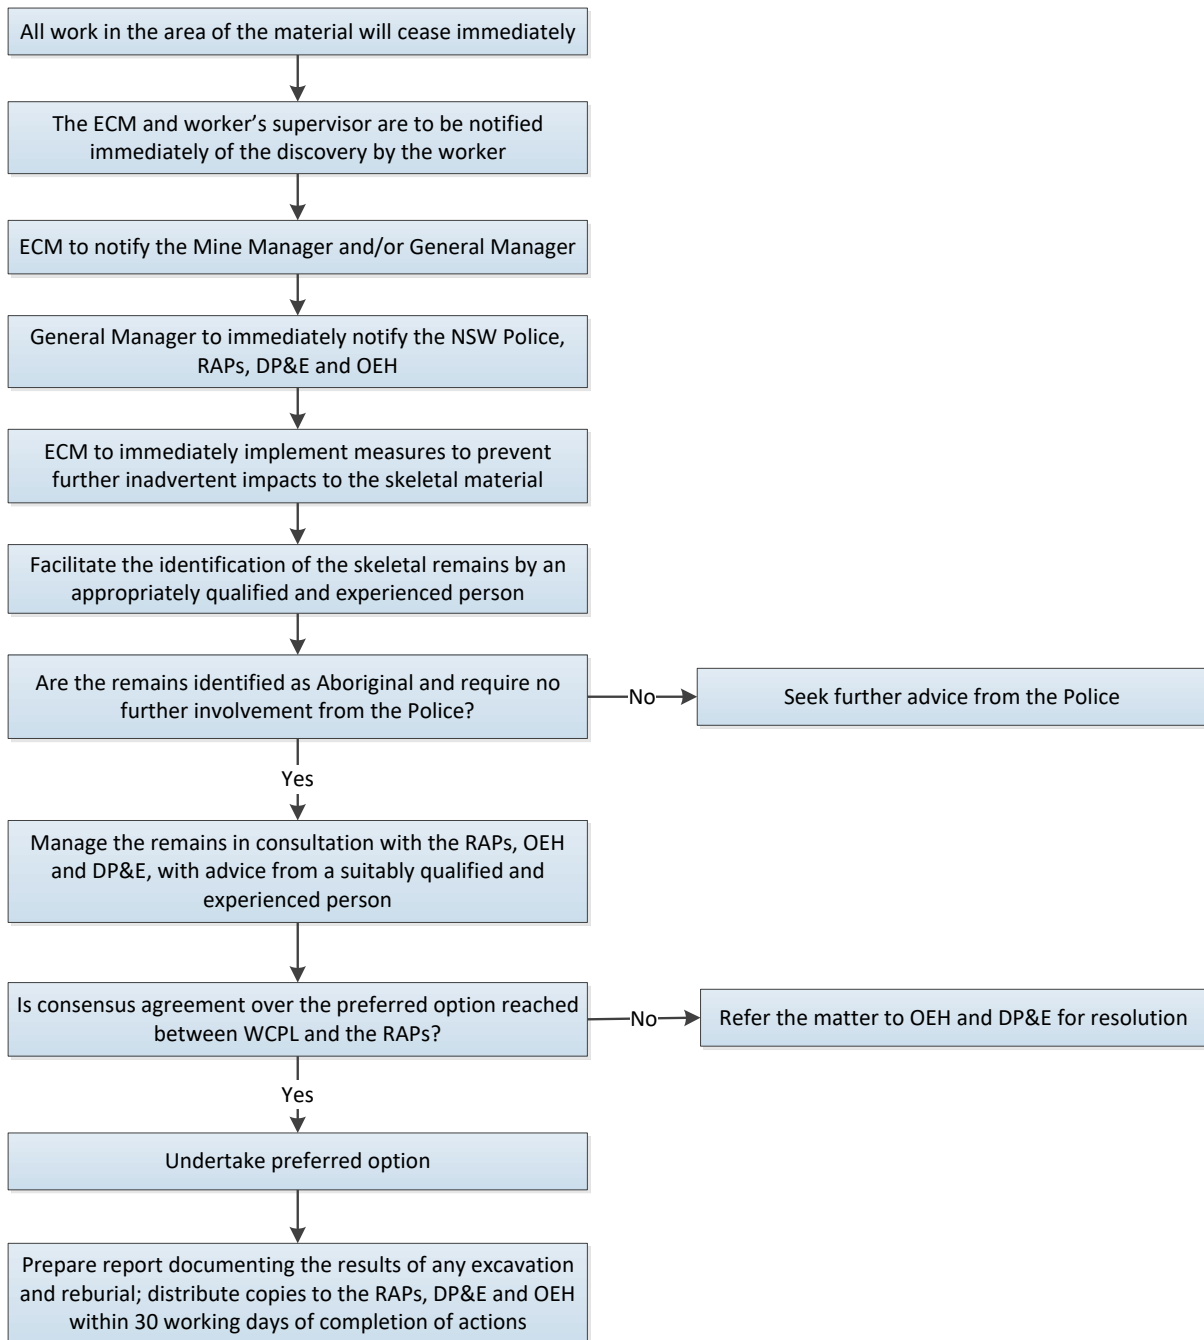 All work in the area of the material will cease immediately
The ECM and worker’s supervisor are to be notified
immediately of the discovery by the worker
ECM to notify the Mine Manager and/or General Manager
General Manager to immediately notify the NSW Police,
RAPs, DP&E and OEH
ECM to immediately implement measures to prevent
further inadvertent impacts to the skeletal material
Facilitate the identification of the skeletal remains by an
appropriately qualified and experienced person
Are the remains identified as Aboriginal and require no
further involvement from the Police?
No
Seek further advice from the Police
Yes
Manage the remains in consultation with the RAPs, OEH
and DP&E, with advice from a suitably qualified and
experienced person
Is consensus agreement over the preferred option reached
between WCPL and the RAPs?
No
Refer the matter to OEH and DP&E for resolution
Yes
Undertake preferred option
Prepare report documenting the results of any excavation
and reburial; distribute copies to the RAPs, DP&E and OEH
within 30 working days of completion of actions